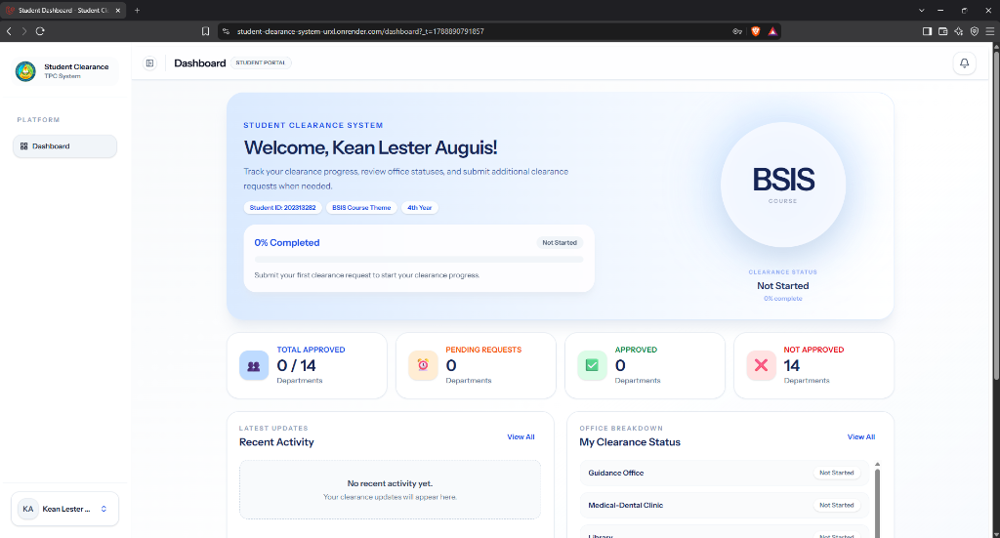 Student Dashboard - Student Cl
student-clearance-system-urxl.onrender.com/dashboard?_t=1788890791857
Student Clearance
TPC System
PLATFORM
Dashboard
KA
Kean Lester ...
Dashboard
STUDENT PORTAL
STUDENT CLEARANCE SYSTEM
Welcome, Kean Lester Auguis!
Track your clearance progress, review office statuses, and submit additional clearance
requests when needed.
Student ID: 202313282
BSIS Course Theme
4th Year
0% Completed
Not Started
Submit your first clearance request to start your clearance progress.
BSIS
COURSE
CLEARANCE STATUS
Not Started
0% complete
TOTAL APPROVED
0 / 14
Departments
PENDING REQUESTS
0
Departments
APPROVED
0
Departments
NOT APPROVED
14
Departments
LATEST UPDATES
Recent Activity
View All
No recent activity yet.
Your clearance updates will appear here.
OFFICE BREAKDOWN
My Clearance Status
View All
Guidance Office
Not Started
Medical-Dental Clinic
Not Started
Library
Not Started